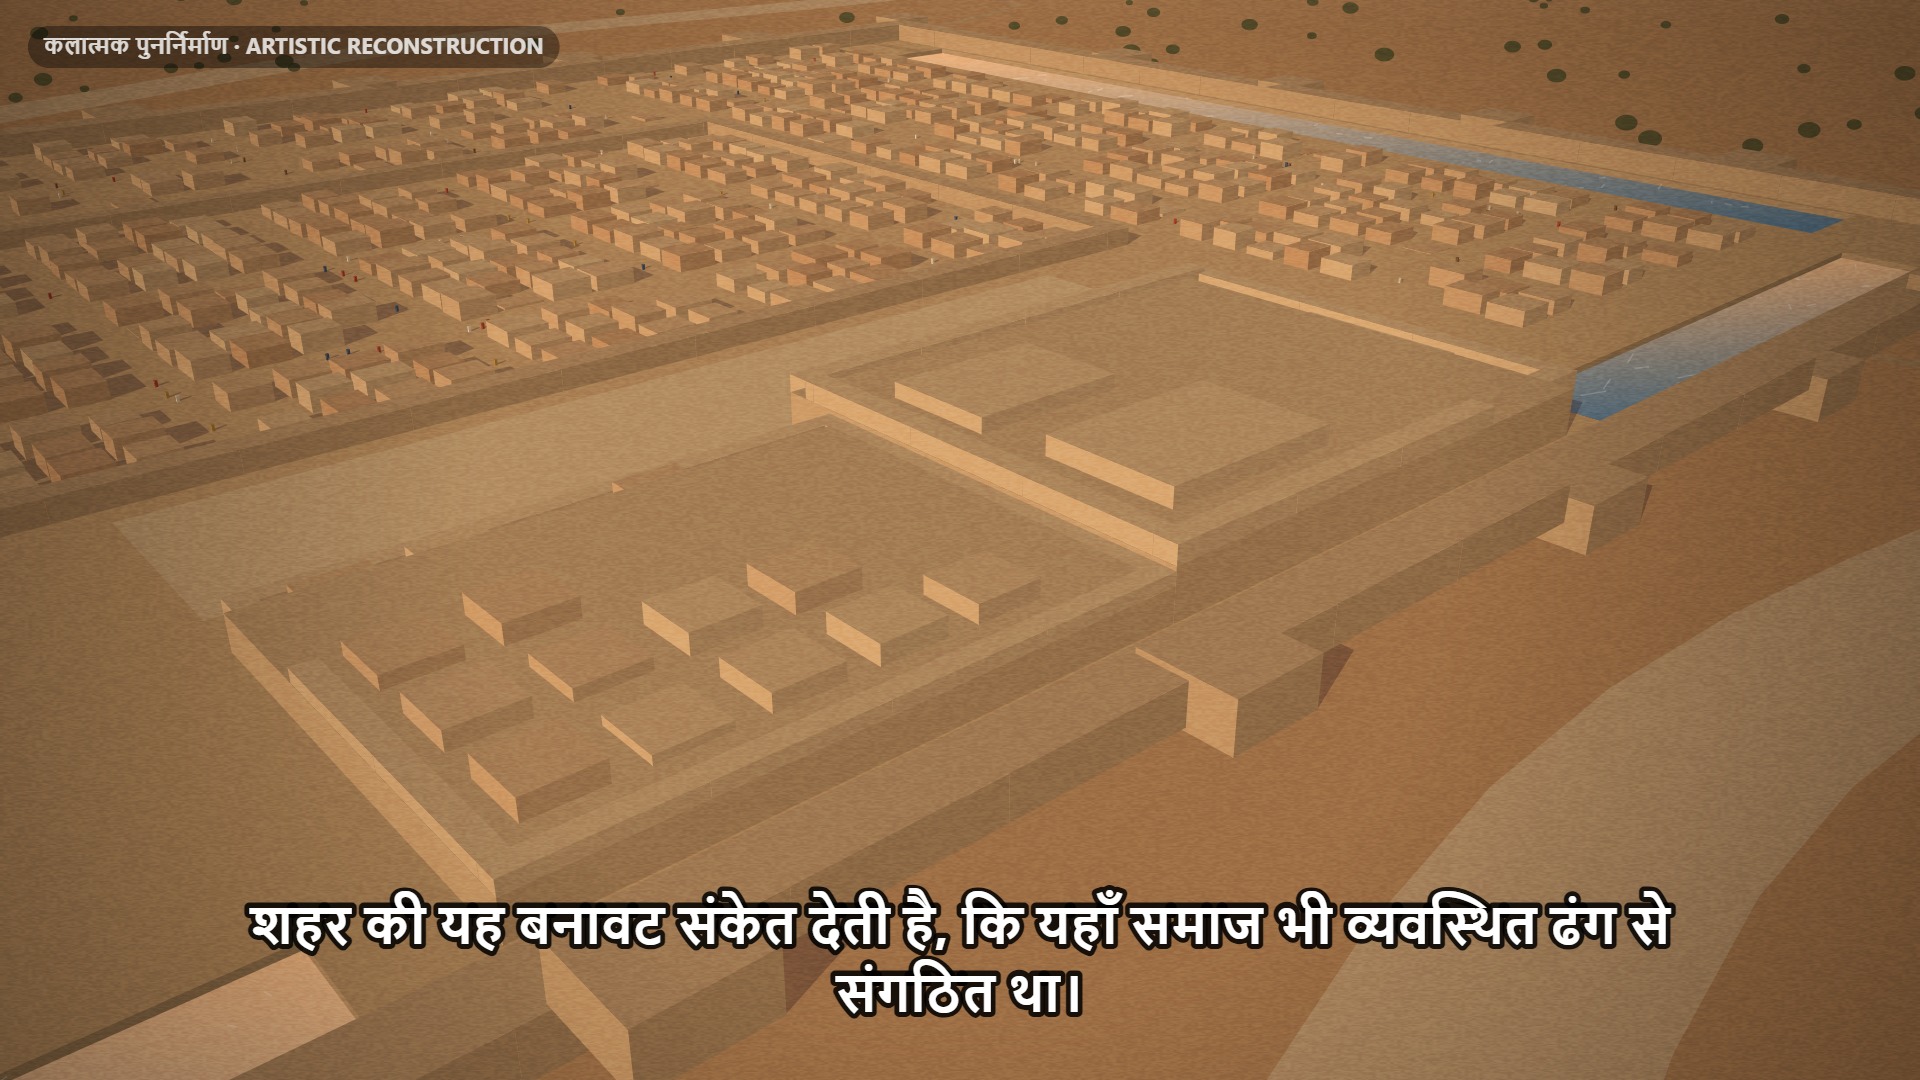 कलात्मक पुनर्निर्माण · ARTISTIC RECONSTRUCTION
शहर की यह बनावट संकेत देती है, कि यहाँ समाज भी व्यवस्थित ढंग से
संगठित था।